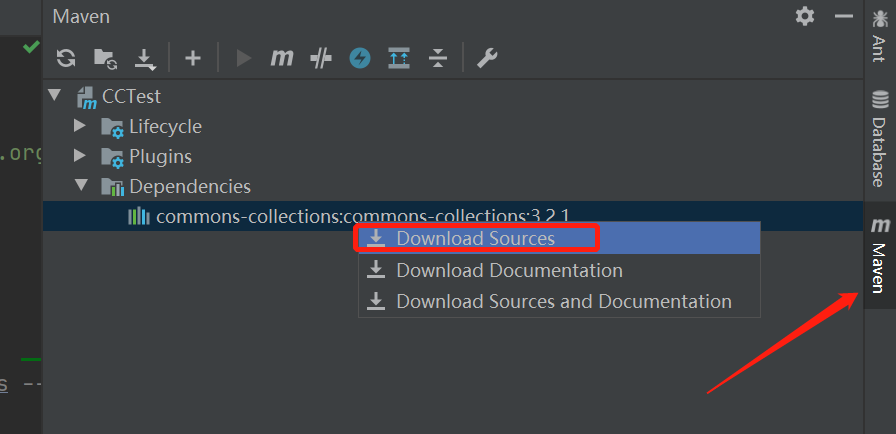 Maven
CCTest
Lifecycle
.org
Plugins
Dependencies
commons-collections:commons-collections:3.2.1
Download Sources
Download Documentation
Download Sources and Documentation
s --
Ant
Database
m
Maven